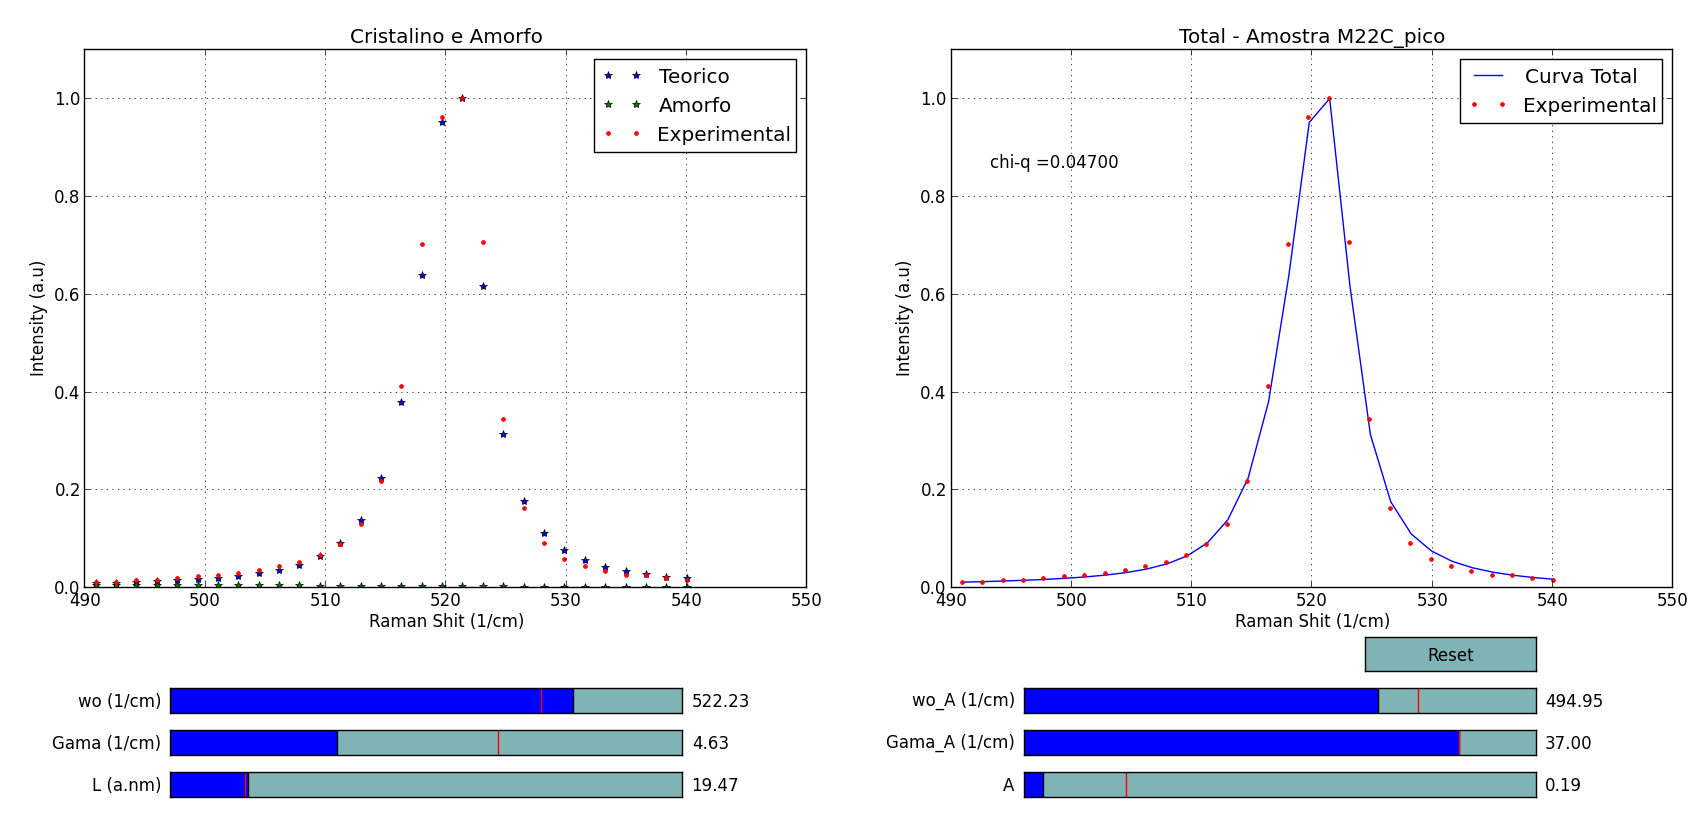 Cristalino e Amorfo
Teorico
Amorfo
Experimental
1.0
0.8
0.6
0.4
0.2
0.0
Intensity (a.u)
490 500 510 520 530 540 550
Raman Shit (1/cm)
Total - Amostra M22C_pico
Curva Total
Experimental
chi-q =0.04700
1.0
0.8
0.6
0.4
0.2
0.0
Intensity (a.u)
490 500 510 520 530 540 550
Raman Shit (1/cm)
Reset
wo (1/cm) 522.23
Gama (1/cm) 4.63
L (a.nm) 19.47
wo_A (1/cm) 494.95
Gama_A (1/cm) 37.00
A 0.19